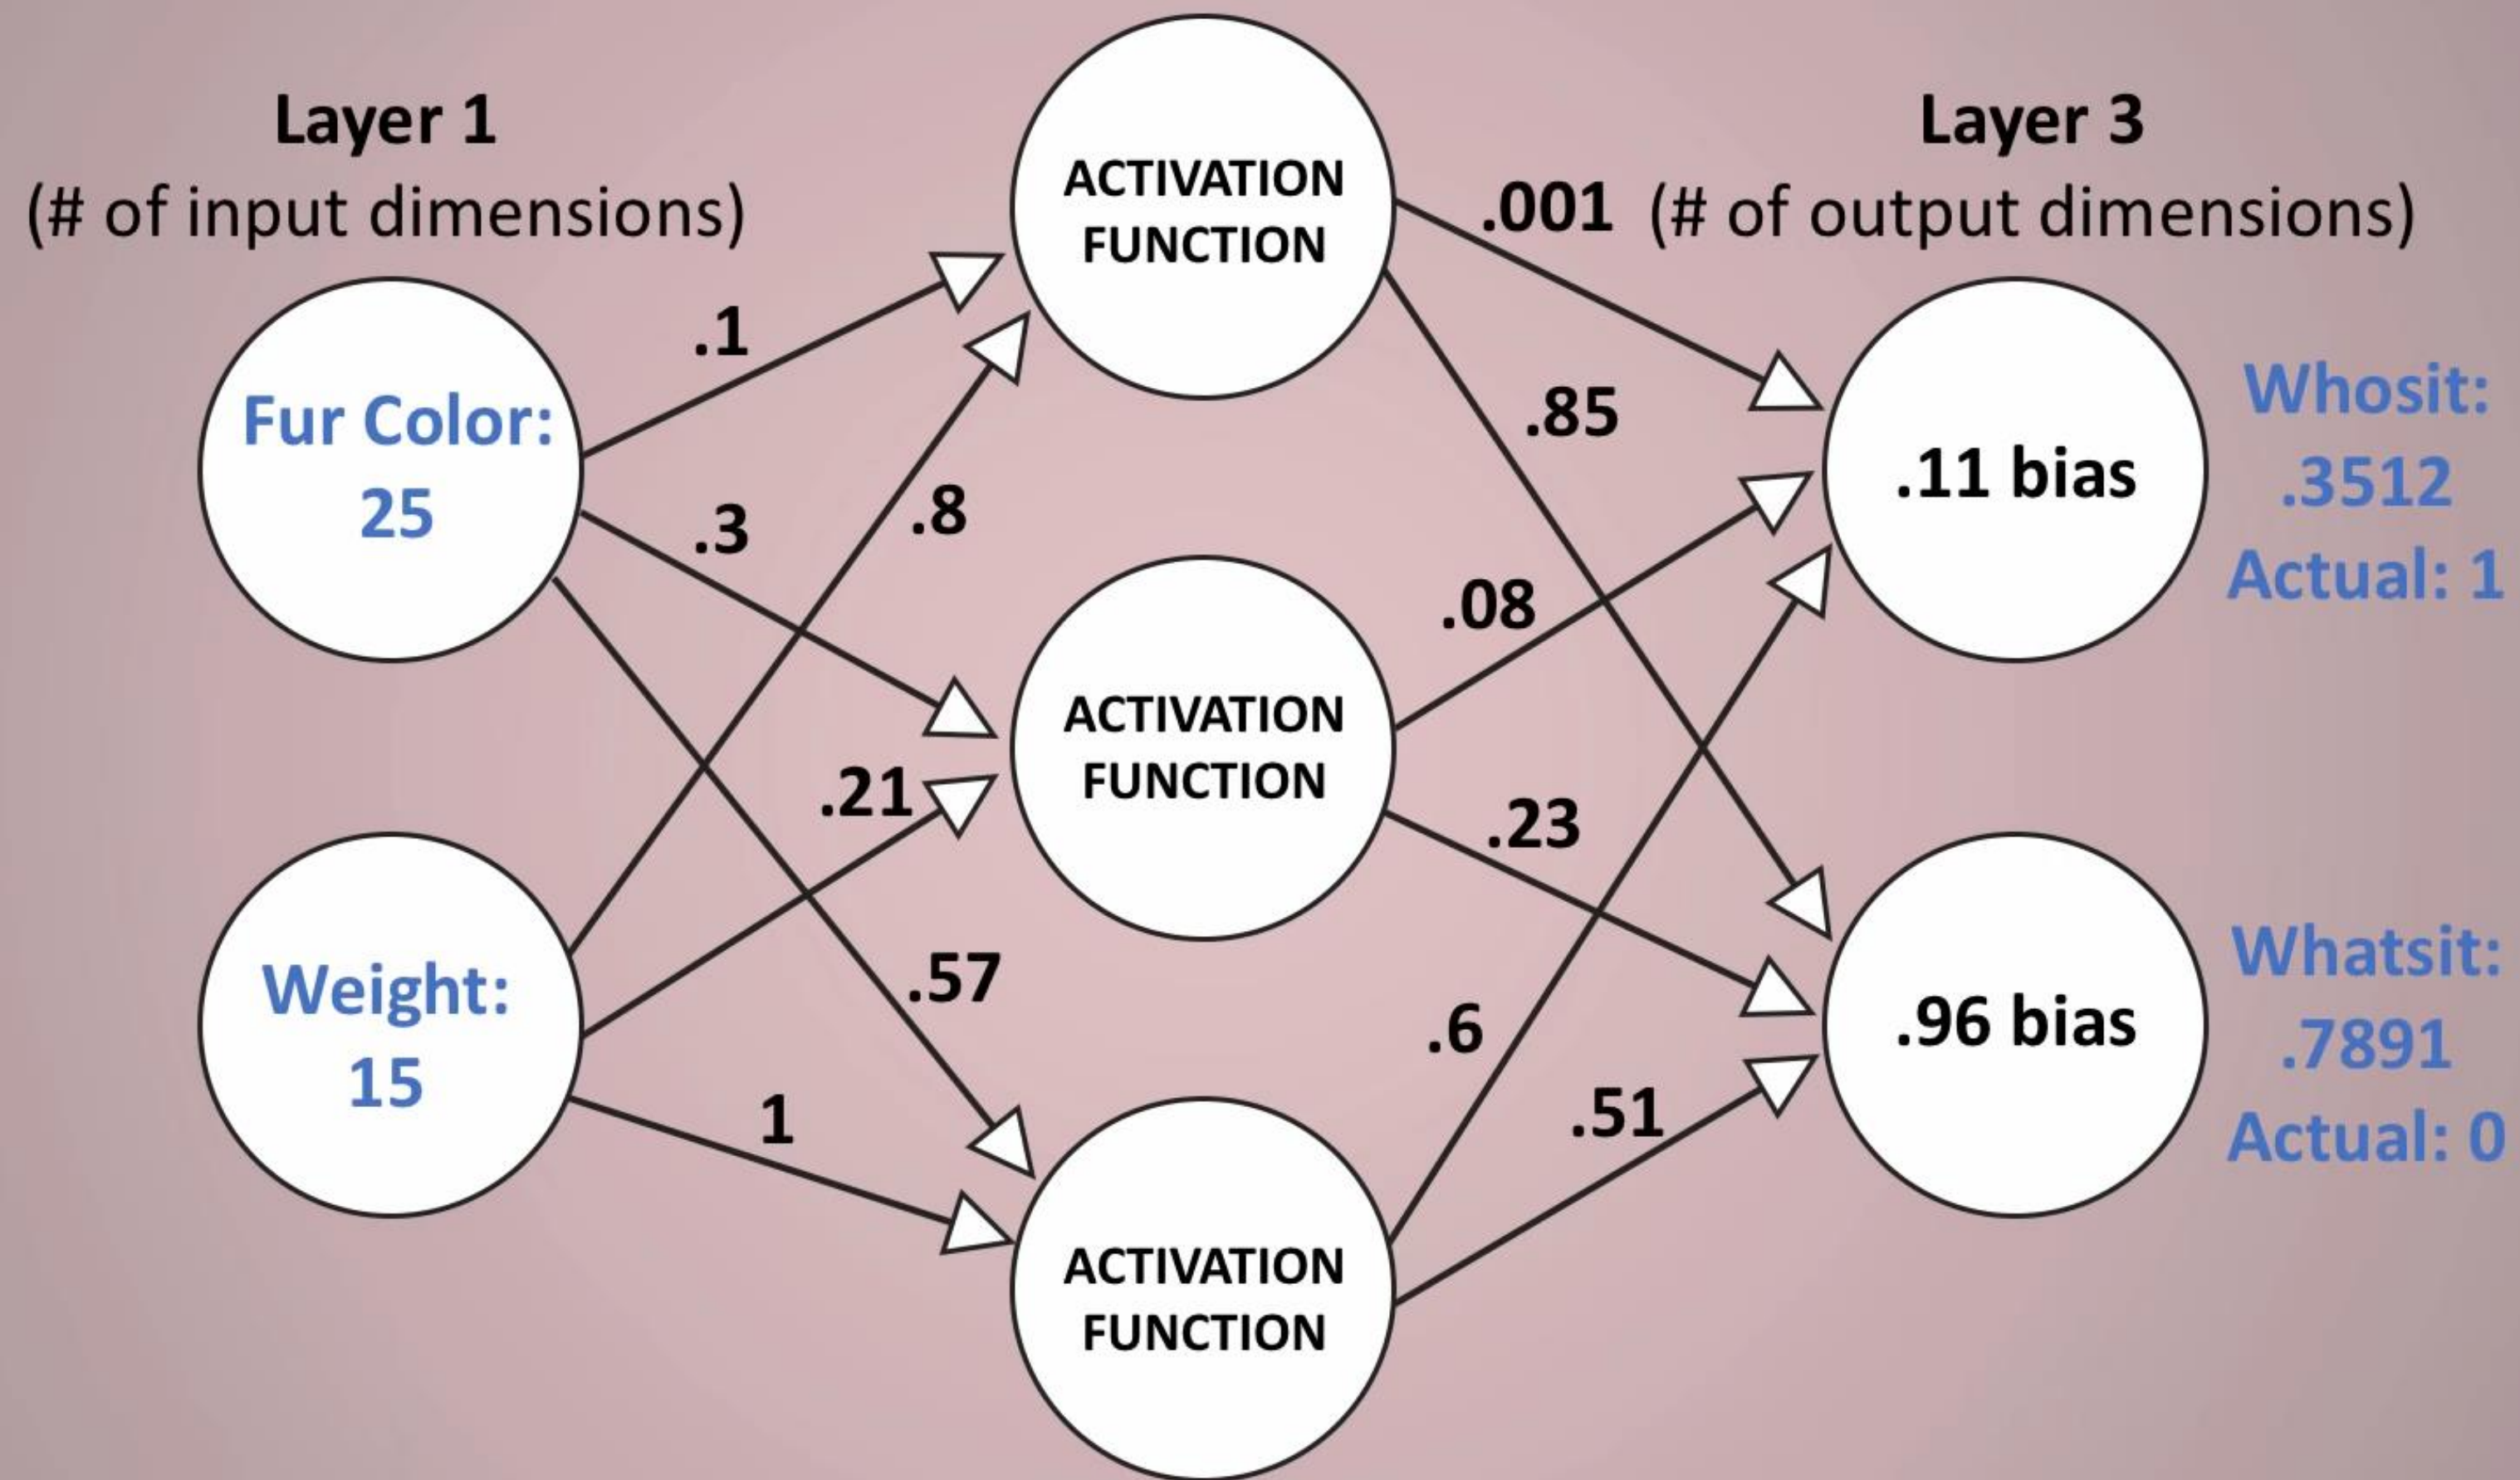 Layer 1
(# of input dimensions)
Fur Color:
25
Weight:
15
.1
.3
.8
.21
.57
1
ACTIVATION
FUNCTION
ACTIVATION
FUNCTION
ACTIVATION
FUNCTION
.001
.85
.08
.23
.6
.51
Layer 3
(# of output dimensions)
.11 bias
.96 bias
Whosit:
.3512
Actual: 1
Whatsit:
.7891
Actual: 0